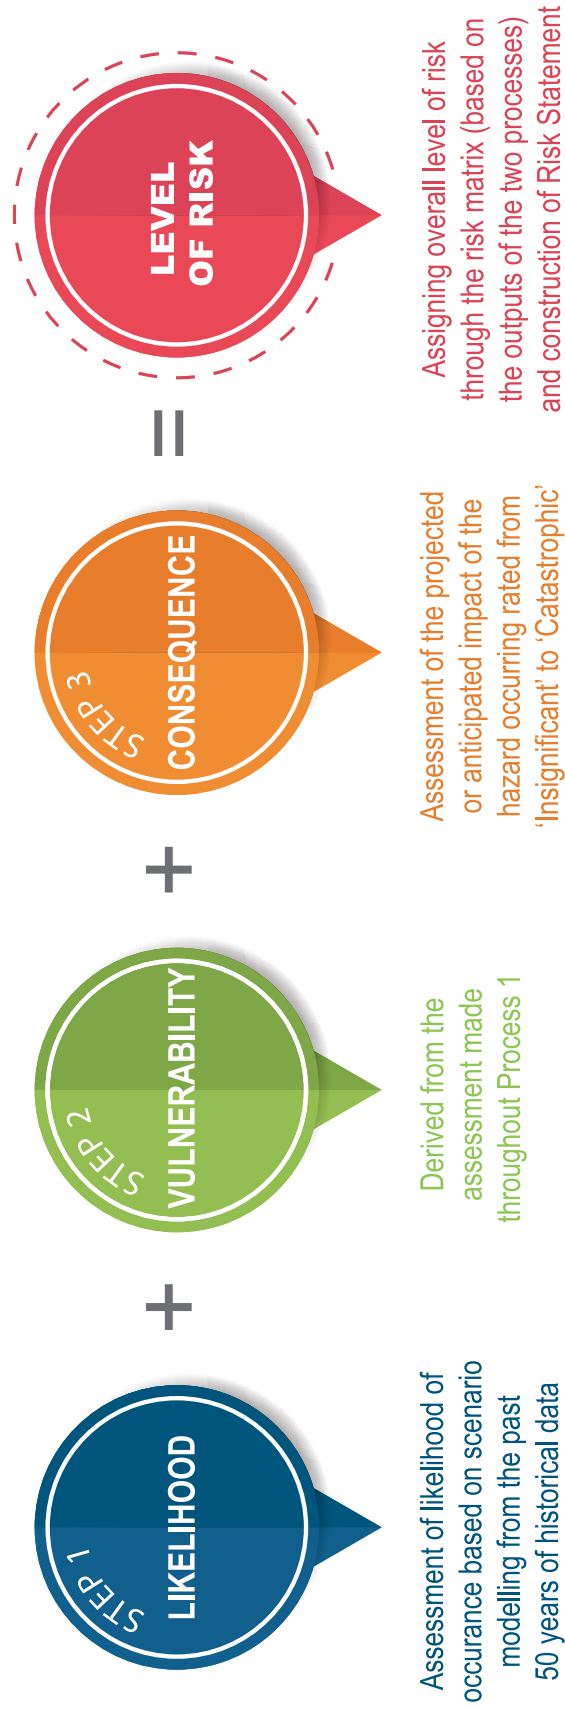 STEP 1
LIKELIHOOD
Assessment of likelihood of
occurance based on scenario
modelling from the past
50 years of historical data
+
STEP 2
VULNERABILITY
Derived from the
assessment made
throughout Process 1
+
STEP 3
CONSEQUENCE
Assessment of the projected
or anticipated impact of the
hazard occurring rated from
‘Insignificant’ to ‘Catastrophic’
=
LEVEL
OF RISK
Assigning overall level of risk
through the risk matrix (based on
the outputs of the two processes)
and construction of Risk Statement